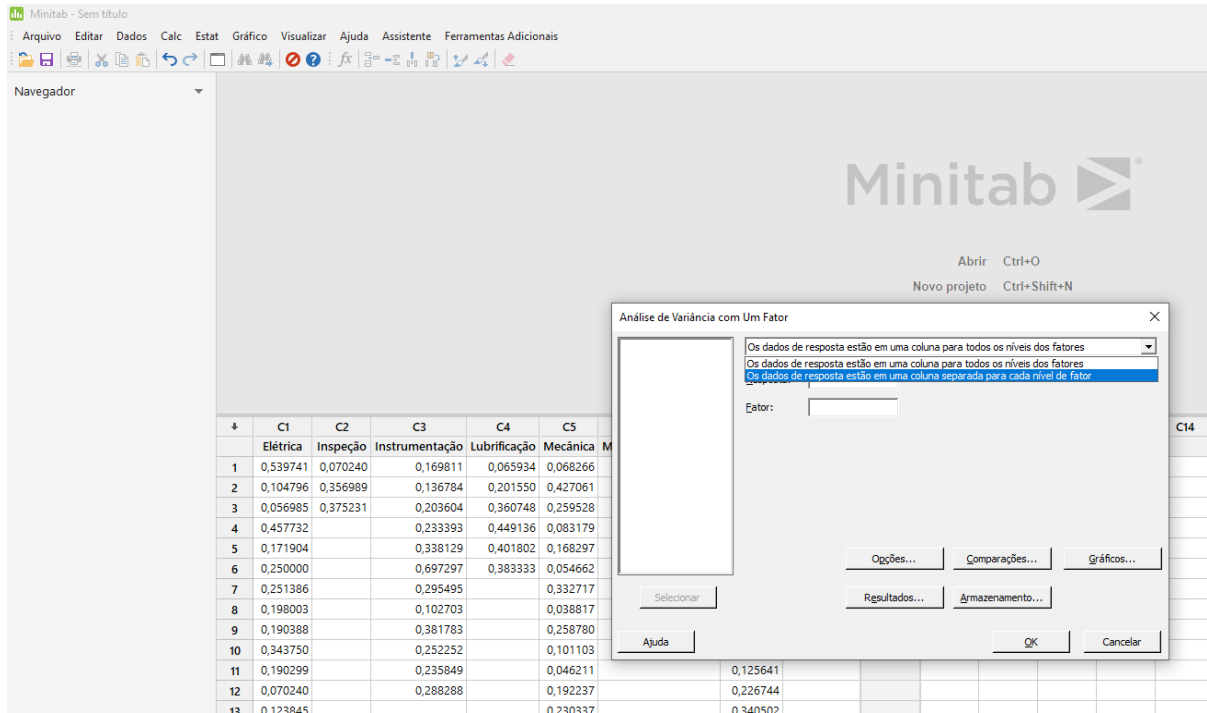 Minitab - Sem título
Arquivo Editar Dados Calc Estat Gráfico Visualizar Ajuda Assistente Ferramentas Adicionais
Navegador
Minitab
Abrir Ctrl+O
Novo projeto Ctrl+Shift+N
Análise de Variância com Um Fator
Os dados de resposta estão em uma coluna para todos os níveis dos fatores
Os dados de resposta estão em uma coluna para todos os níveis dos fatores
Os dados de resposta estão em uma coluna separada para cada nível de fator
Fator:
Opções... Comparações... Gráficos...
Selecionar Resultados... Armazenamento...
Ajuda OK Cancelar
C1 C2 C3 C4 C5 C14
Elétrica Inspeção Instrumentação Lubrificação Mecânica M
1 0,539741 0,070240 0,169811 0,065934 0,068266
2 0,104796 0,356989 0,136784 0,201550 0,427061
3 0,056985 0,375231 0,203604 0,360748 0,259528
4 0,457732 0,233393 0,449136 0,083179
5 0,171904 0,338129 0,401802 0,168297
6 0,250000 0,697297 0,383333 0,054662
7 0,251386 0,295495 0,332717
8 0,198003 0,102703 0,038817
9 0,190388 0,381783 0,258780
10 0,343750 0,252252 0,101103
11 0,190299 0,235849 0,046211 0,125641
12 0,070240 0,288288 0,192237 0,226744
13 0,123845 0,230337 0,340502